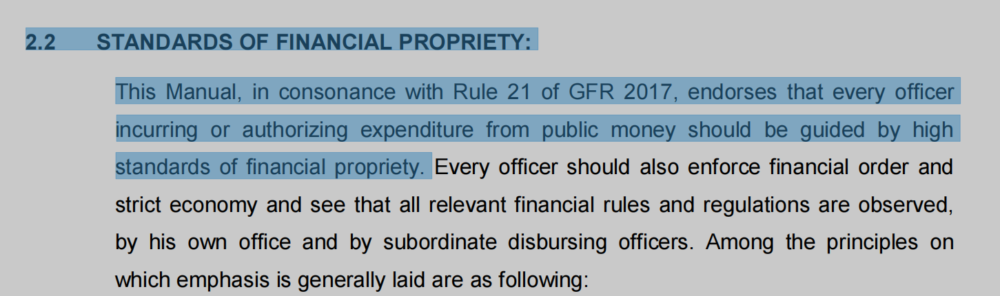 2.2 STANDARDS OF FINANCIAL PROPRIETY:
This Manual, in consonance with Rule 21 of GFR 2017, endorses that every officer
incurring or authorizing expenditure from public money should be guided by high
standards of financial propriety. Every officer should also enforce financial order and
strict economy and see that all relevant financial rules and regulations are observed,
by his own office and by subordinate disbursing officers. Among the principles on
which emphasis is generally laid are as following: